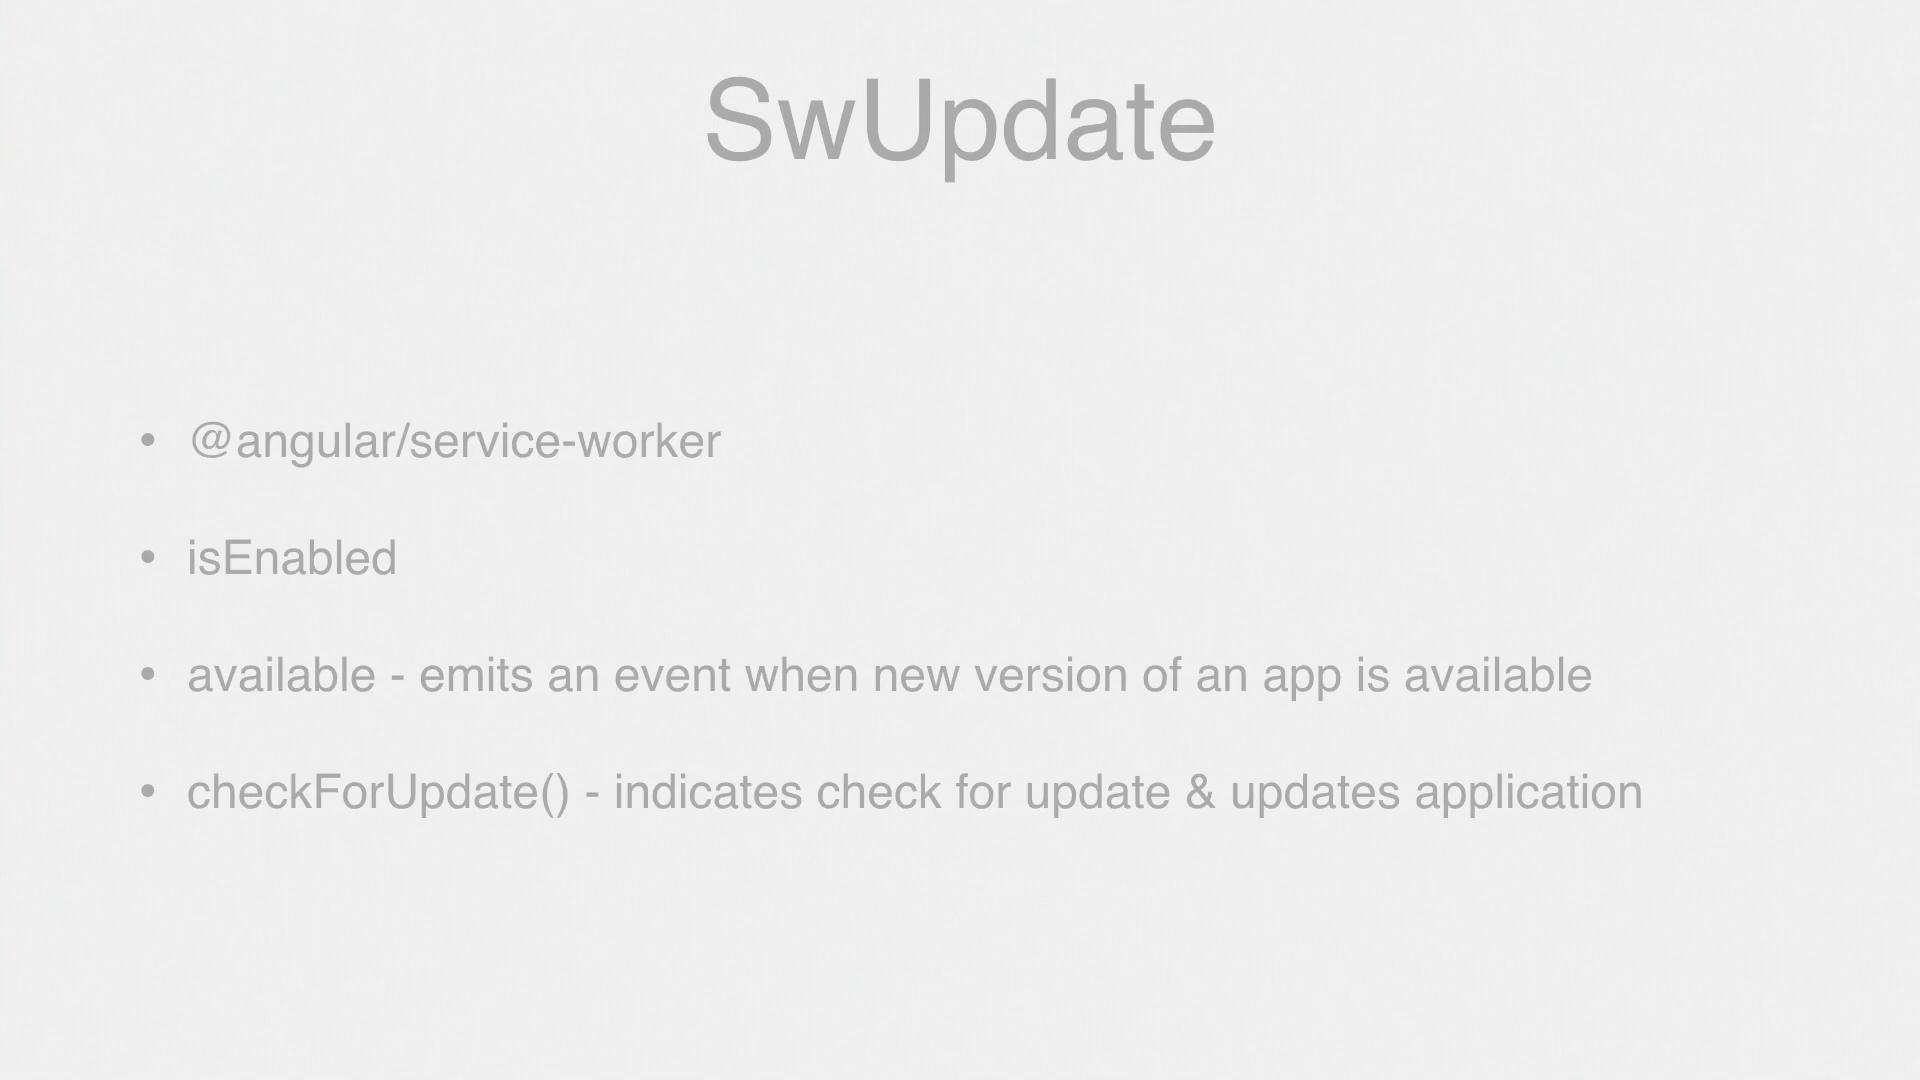 SwUpdate
• @angular/service-worker
• isEnabled
• available - emits an event when new version of an app is available
• checkForUpdate() - indicates check for update & updates application